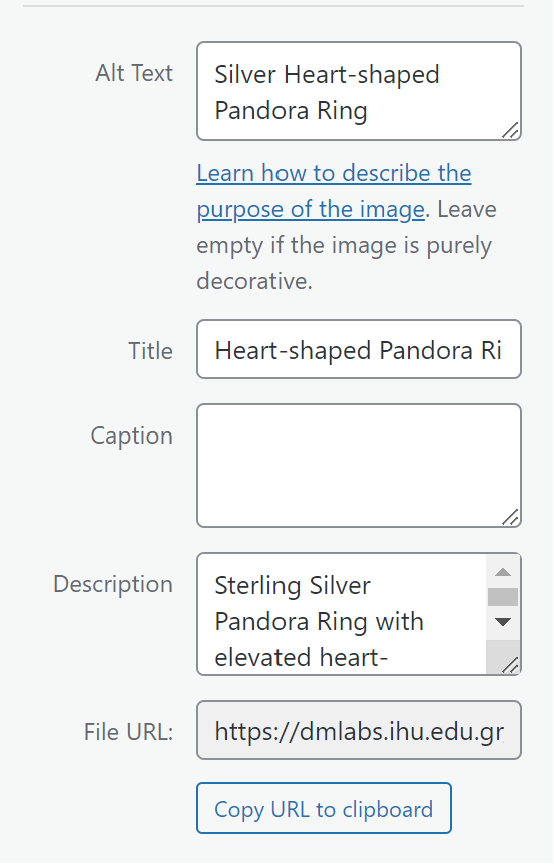 Alt Text
Silver Heart-shaped
Pandora Ring
Learn how to describe the
purpose of the image. Leave
empty if the image is purely
decorative.
Title
Heart-shaped Pandora Ri
Caption
Description
Sterling Silver
Pandora Ring with
elevated heart-
File URL:
https://dmlabs.ihu.edu.gr
Copy URL to clipboard